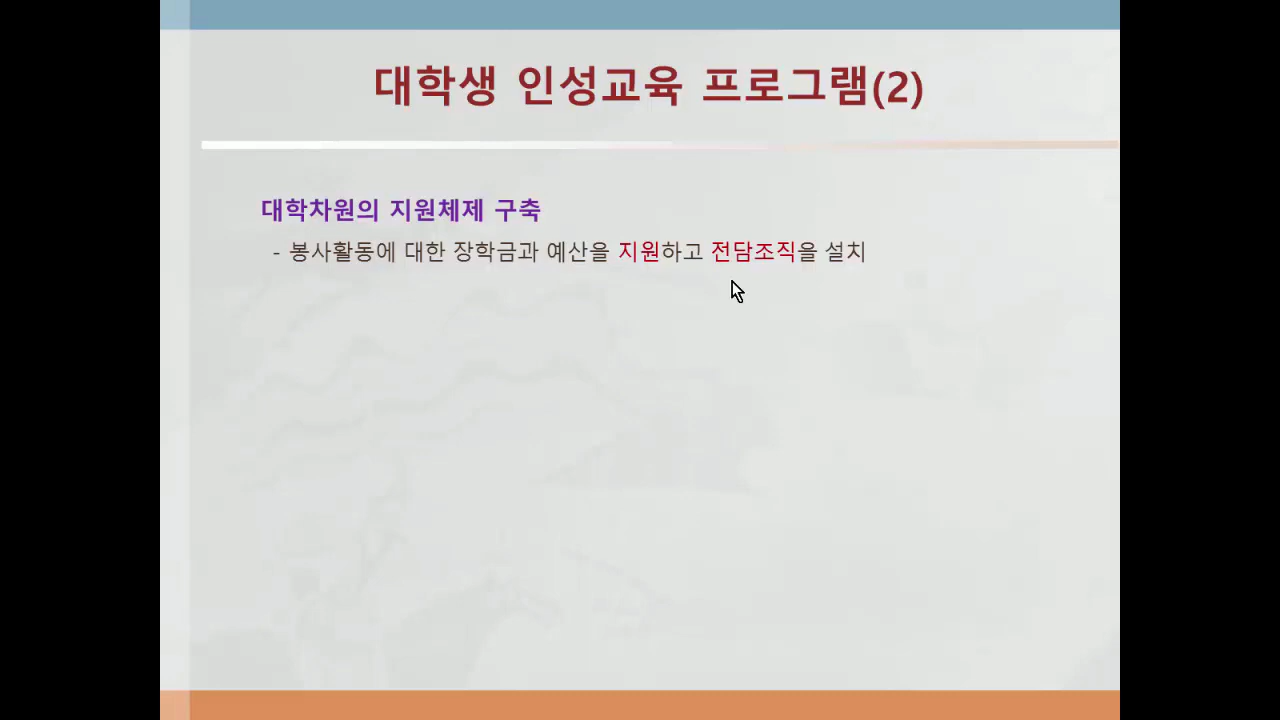 대학생 인성교육 프로그램(2)
대학차원의 지원체제 구축
- 봉사활동에 대한 장학금과 예산을 지원하고 전담조직을 설치